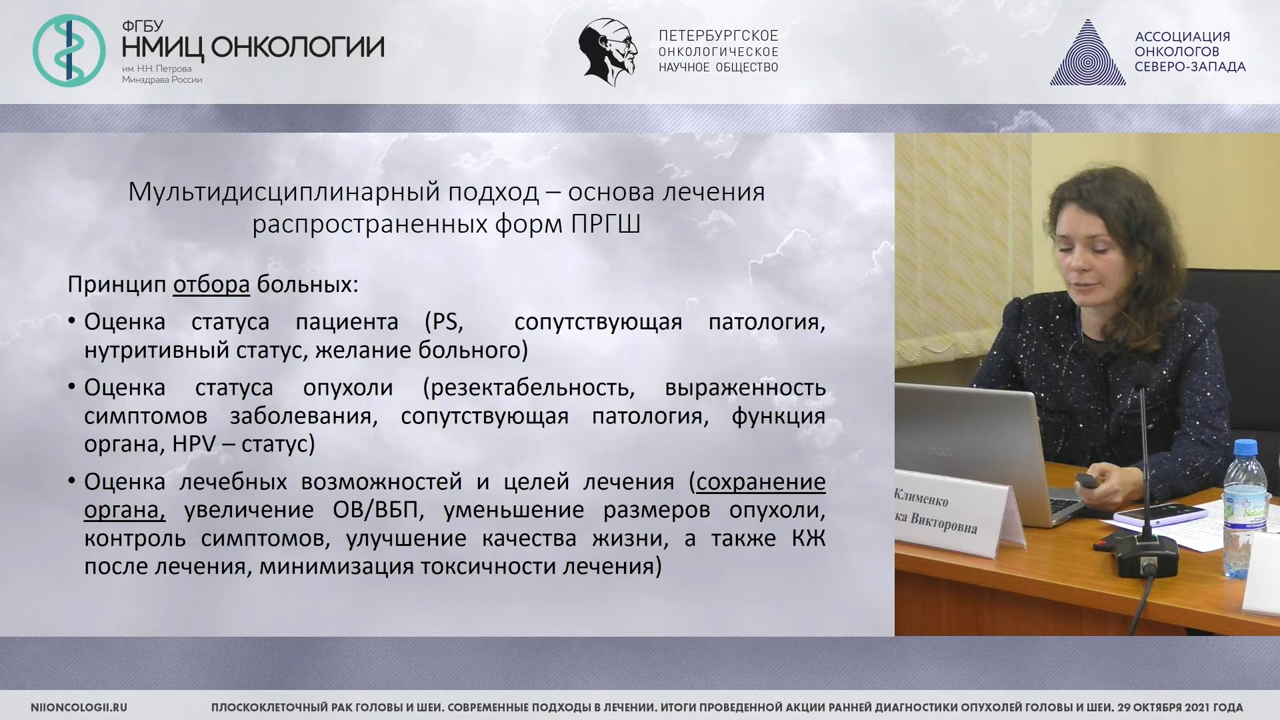 ФГБУ
НМИЦ ОНКОЛОГИИ
им. Н.Н. Петрова
Минздрава России
ПЕТЕРБУРГСКОЕ
ОНКОЛОГИЧЕСКОЕ
НАУЧНОЕ ОБЩЕСТВО
АССОЦИАЦИЯ
ОНКОЛОГОВ
СЕВЕРО-ЗАПАДА
Мультидисциплинарный подход – основа лечения
распространенных форм ПРГШ
Принцип отбора больных:
• Оценка статуса пациента (PS, сопутствующая патология,
нутритивный статус, желание больного)
• Оценка статуса опухоли (резектабельность, выраженность
симптомов заболевания, сопутствующая патология, функция
органа, HPV – статус)
• Оценка лечебных возможностей и целей лечения (сохранение
органа, увеличение ОВ/ВБП, уменьшение размеров опухоли,
контроль симптомов, улучшение качества жизни, а также КЖ
после лечения, минимизация токсичности лечения)
Клименко
ка Викторовна
NIIONCOLOGII.RU
ПЛОСКОКЛЕТОЧНЫЙ РАК ГОЛОВЫ И ШЕИ. СОВРЕМЕННЫЕ ПОДХОДЫ В ЛЕЧЕНИИ. ИТОГИ ПРОВЕДЕННОЙ АКЦИИ РАННЕЙ ДИАГНОСТИКИ ОПУХОЛЕЙ ГОЛОВЫ И ШЕИ. 29 ОКТЯБРЯ 2021 ГОДА